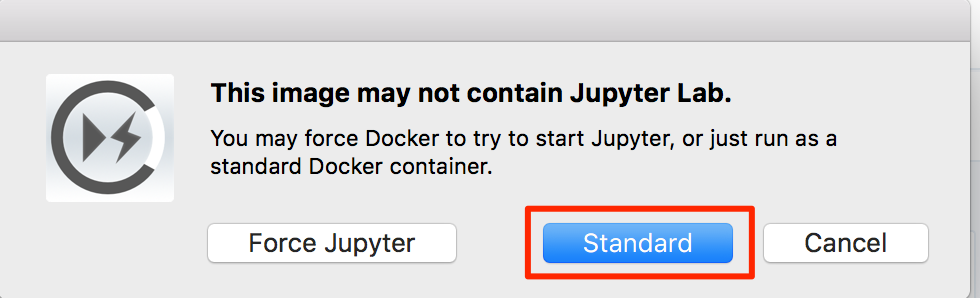 This image may not contain Jupyter Lab.
You may force Docker to try to start Jupyter, or just run as a
standard Docker container.
Force Jupyter
Standard
Cancel